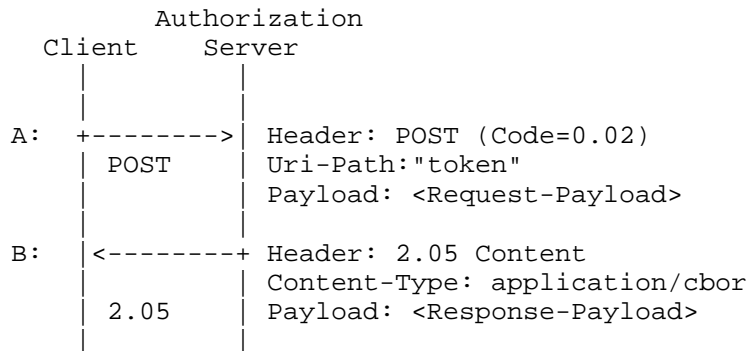 Authorization
Client Server
A: +-------->| Header: POST (Code=0.02)
| POST | Uri-Path:"token"
| | Payload: <Request-Payload>
B: |<--------+ Header: 2.05 Content
| | Content-Type: application/cbor
| 2.05 | Payload: <Response-Payload>